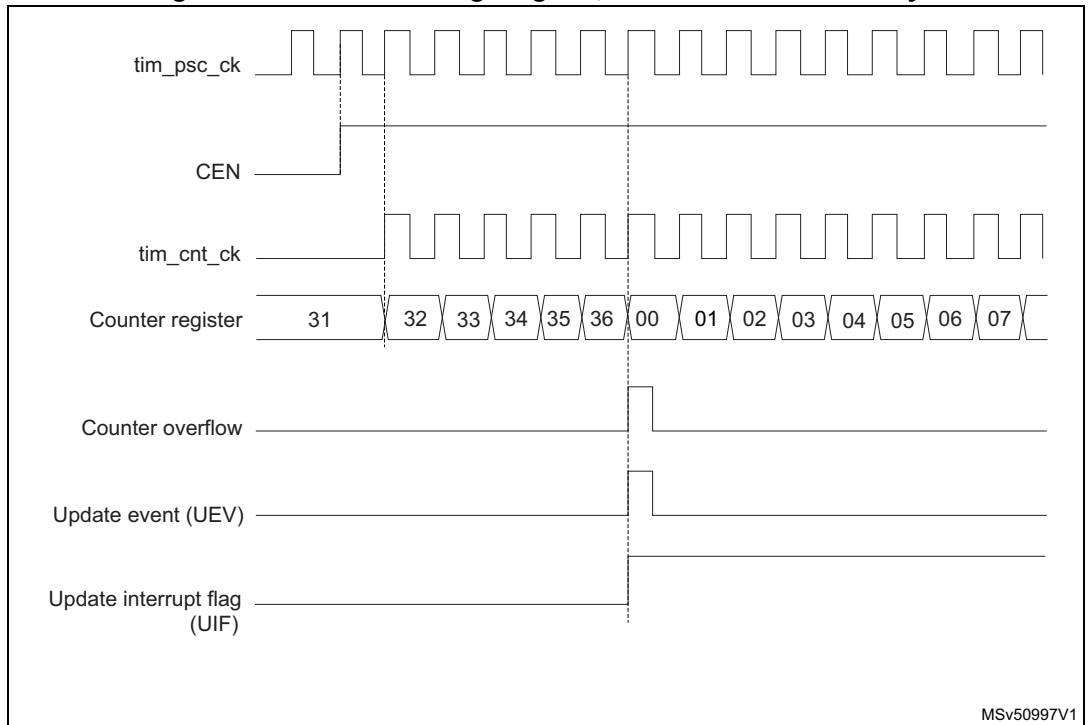 tim_psc_ck
CEN
tim_cnt_ck
Counter register 31 32 33 34 35 36 00 01 02 03 04 05 06 07
Counter overflow
Update event (UEV)
Update interrupt flag
(UIF)
MSv50997V1